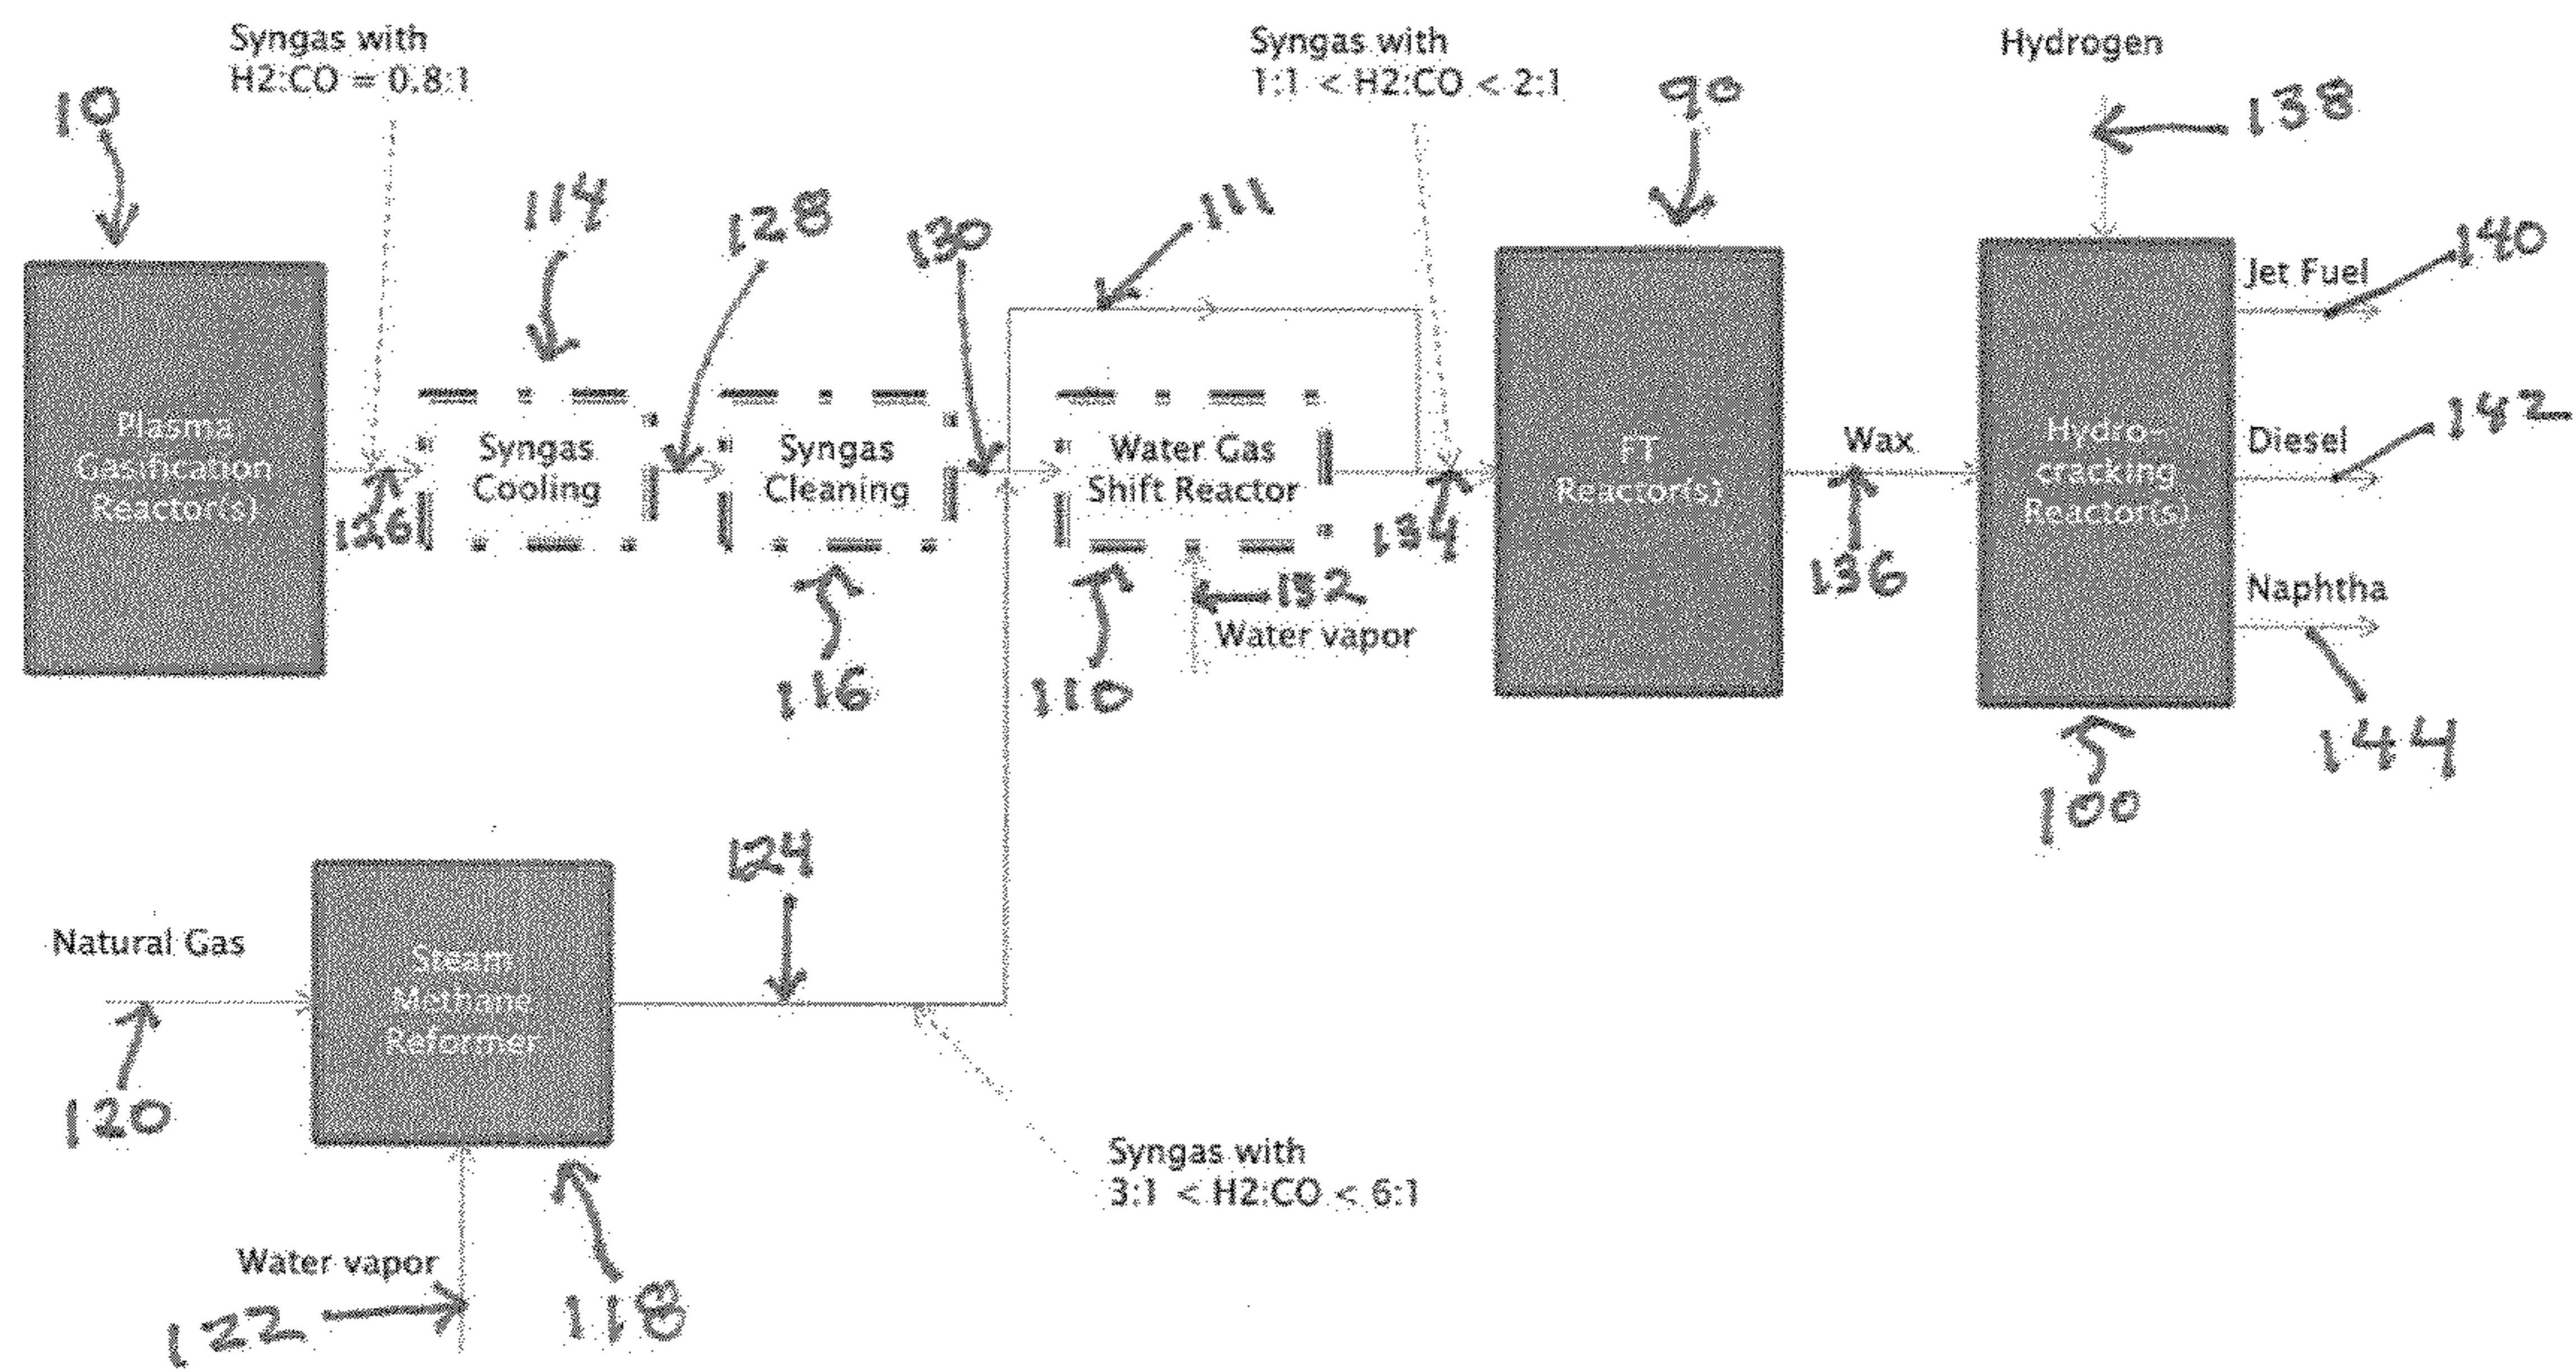 Syngas with
H2:CO = 0.8:1
Syngas with
1:1 < H2:CO < 2:1
Hydrogen
10
90
138
114
128
130
111
140
Jet Fuel
Plasma
Gasification
Reactor(s)
Syngas
Cooling
Syngas
Cleaning
Water Gas
Shift Reactor
FT
Reactor(s)
Wax
Hydro-
cracking
Reactor(s)
Diesel
142
126
134
132
136
Water vapor
Naphtha
116
110
144
100
124
Natural Gas
Steam
Methane
Reformer
120
Syngas with
3:1 < H2:CO < 6:1
Water vapor
122
118